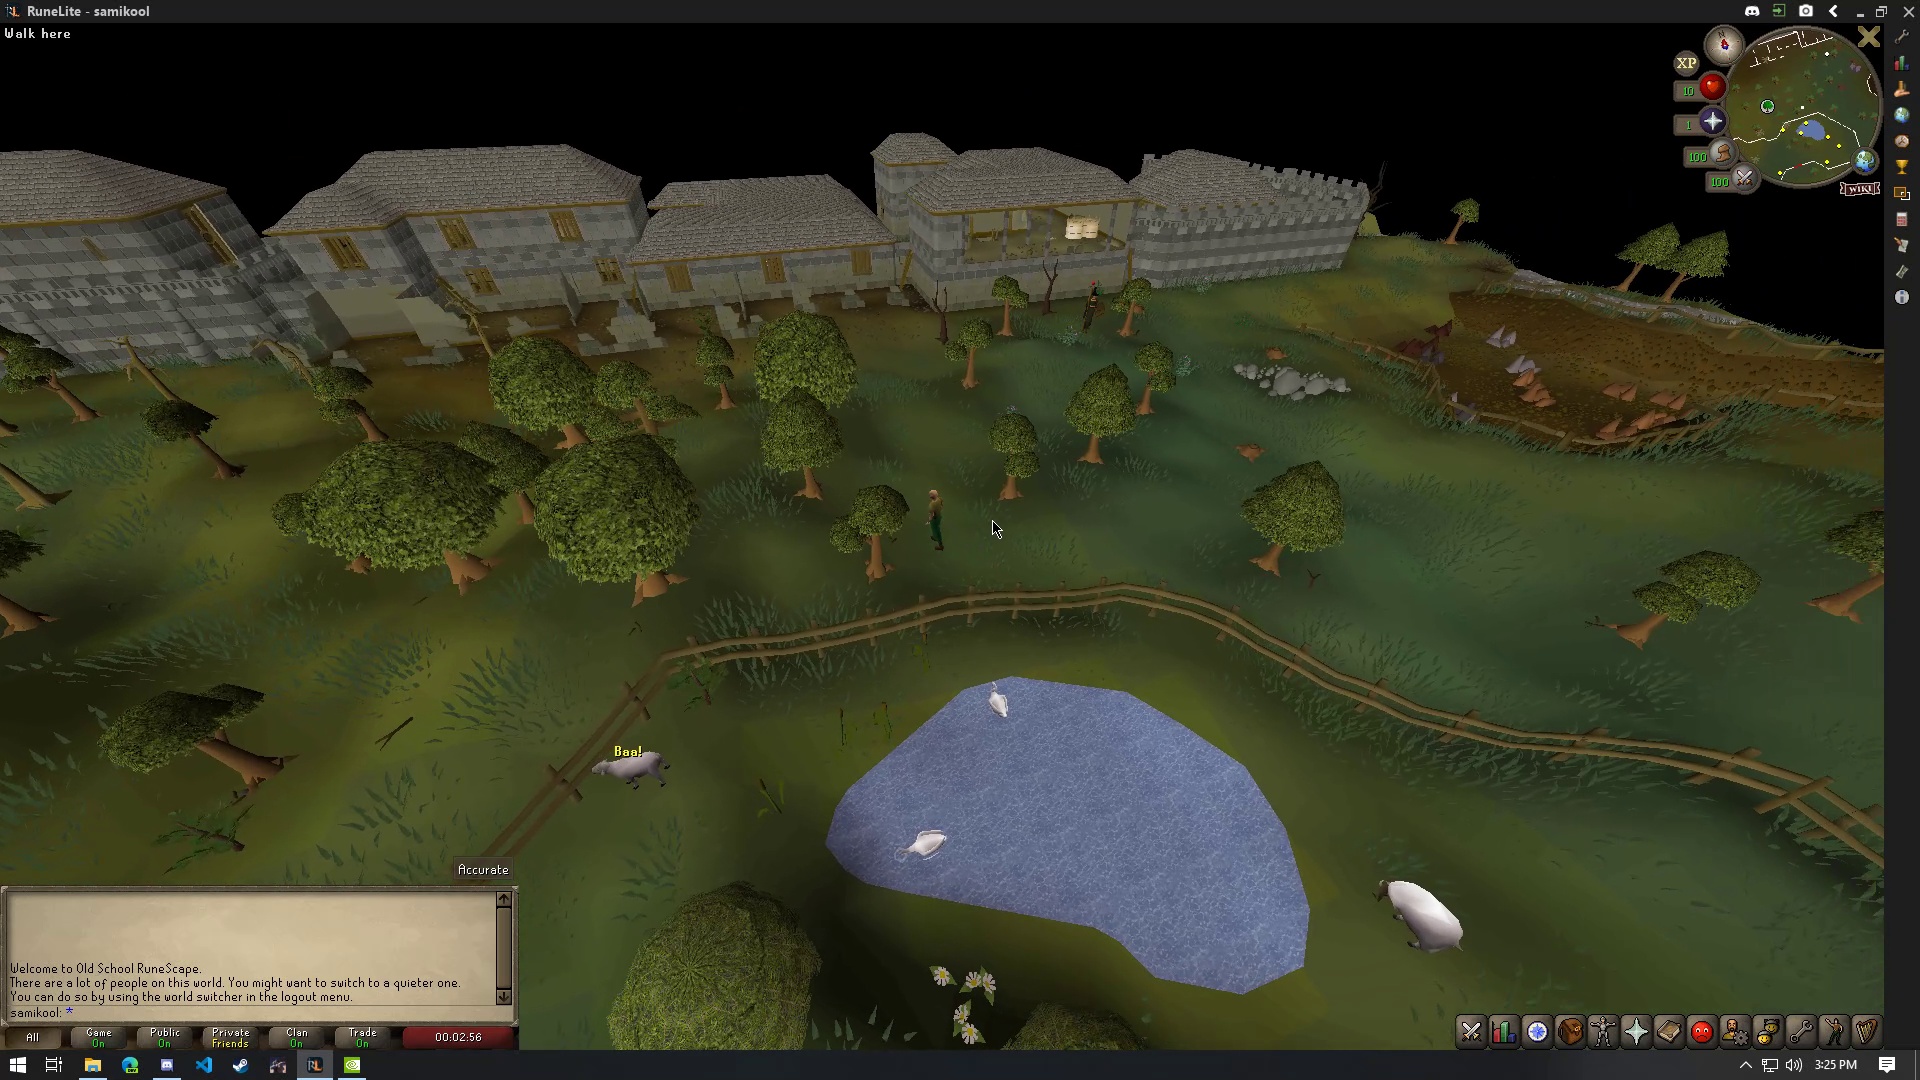 RuneLite - samikool
Walk here
XP
10
1
100
100
WIKI
Baa!
Accurate
Welcome to Old School RuneScape.
There are a lot of people on this world. You might want to switch to a quieter one.
You can do so by using the world switcher in the logout menu.
samikool: *
All
Game
On
Public
On
Private
Friends
Clan
On
Trade
On
00:02:56
3:25 PM